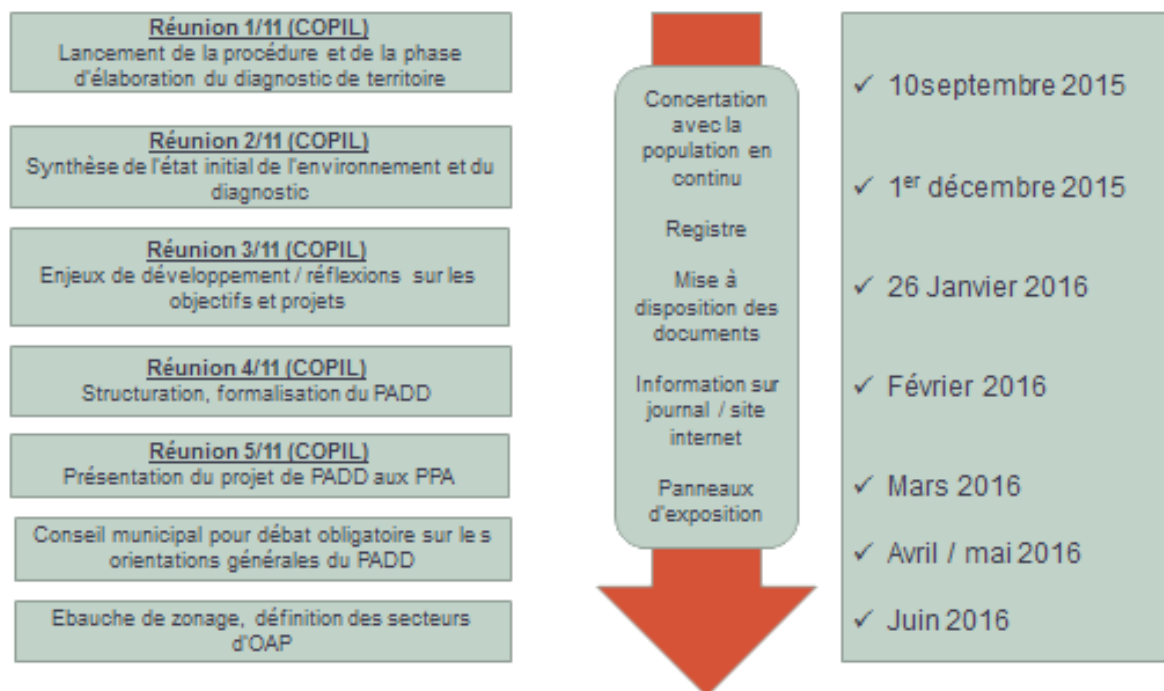 Réunion 1/11 (COPIL)
Lancement de la procédure et de la phase
d'élaboration du diagnostic de territoire
Réunion 2/11 (COPIL)
Synthèse de l'état initial de l'environnement et du
diagnostic
Réunion 3/11 (COPIL)
Enjeux de développement / réflexions sur les
objectifs et projets
Réunion 4/11 (COPIL)
Structuration, formalisation du PADD
Réunion 5/11 (COPIL)
Présentation du projet de PADD aux PPA
Conseil municipal pour débat obligatoire sur le s
orientations générales du PADD
Ebauche de zonage, définition des secteurs
d'OAP
Concertation
avec la
population en
continu
Registre
Mise à
disposition des
documents
Information sur
journal / site
internet
Panneaux
d'exposition
✓ 10septembre 2015
✓ 1er décembre 2015
✓ 26 Janvier 2016
✓ Février 2016
✓ Mars 2016
✓ Avril / mai 2016
✓ Juin 2016